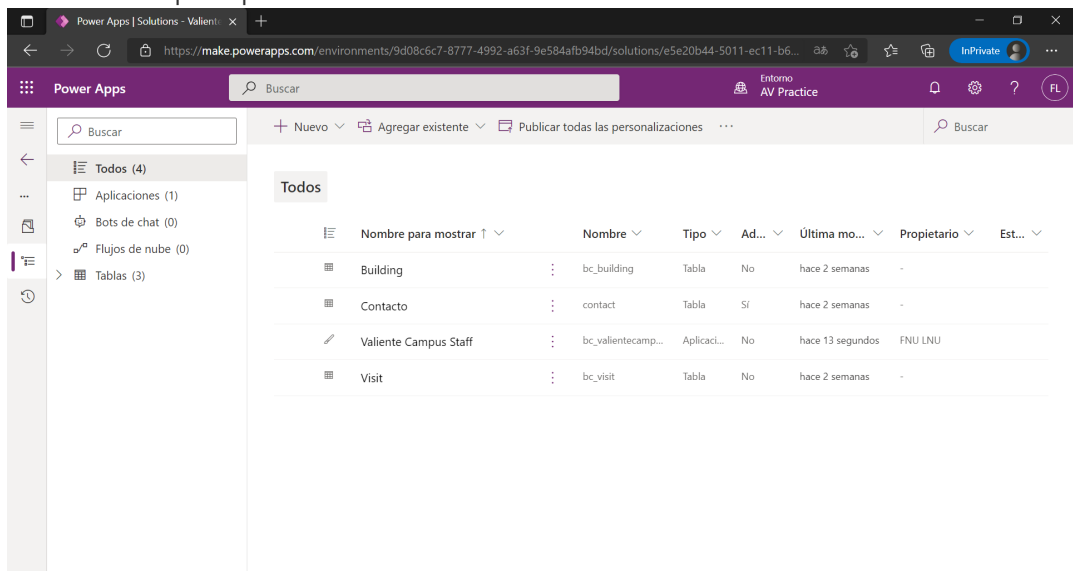 Power Apps | Solutions - Valiente
https://make.powerapps.com/environments/9d08c6c7-8777-4992-a63f-9e584afb94bd/solutions/e5e20b44-5011-ec11-b6...
InPrivate
Power Apps
Buscar
Entorno
AV Practice
FL
Buscar
Nuevo
Agregar existente
Publicar todas las personalizaciones
Buscar
Todos (4)
Aplicaciones (1)
Bots de chat (0)
Flujos de nube (0)
Tablas (3)
Todos
Nombre para mostrar ↑ Nombre Tipo Ad... Última mo... Propietario Est...
Building bc_building Tabla No hace 2 semanas -
Contacto contact Tabla Sí hace 2 semanas -
Valiente Campus Staff bc_valientecamp... Aplicaci... No hace 13 segundos FNU LNU
Visit bc_visit Tabla No hace 2 semanas -